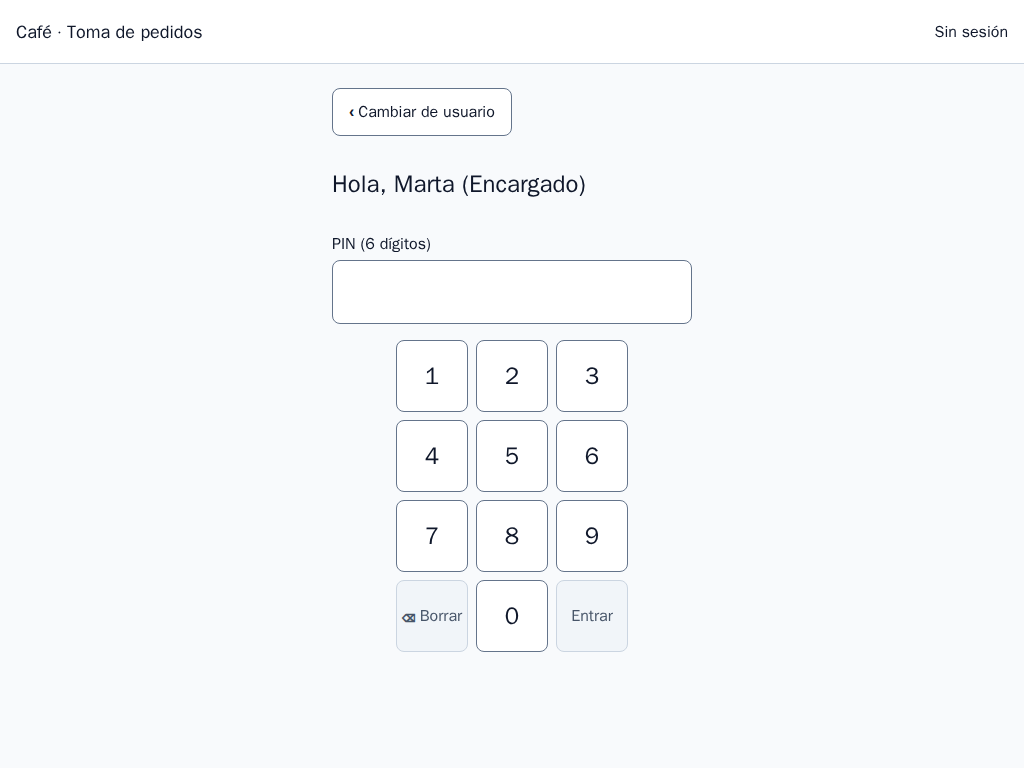 Café · Toma de pedidos
Sin sesión
‹ Cambiar de usuario
Hola, Marta (Encargado)
PIN (6 dígitos)
1 2 3
4 5 6
7 8 9
⌫ Borrar 0 Entrar